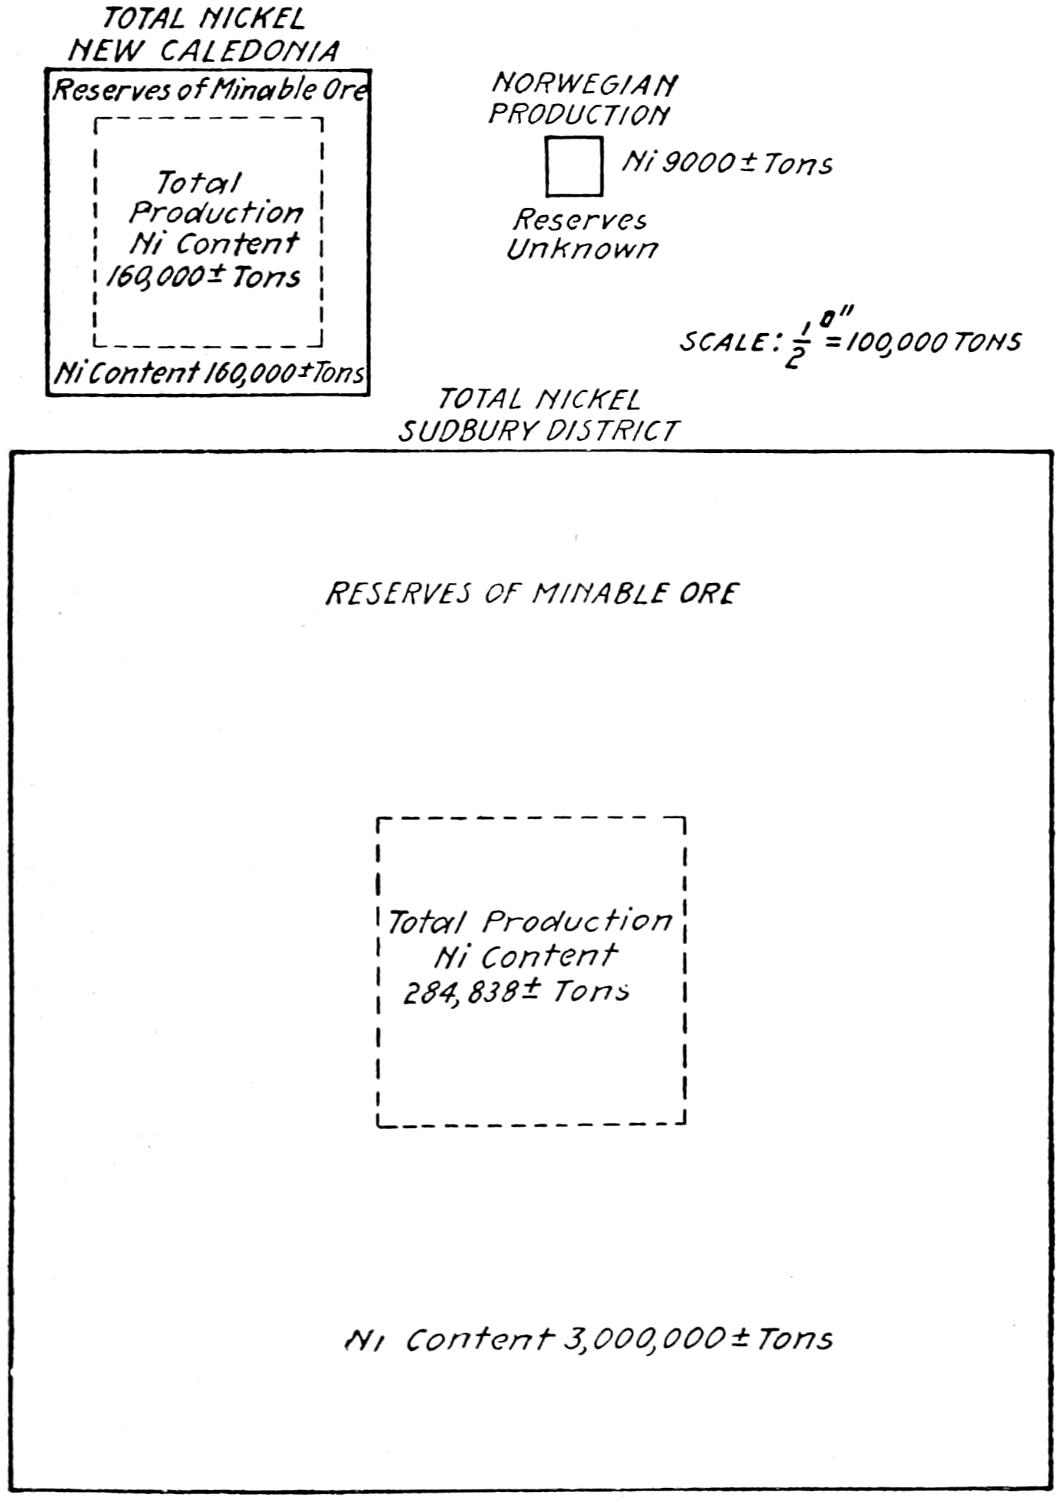 TOTAL NICKEL
NEW CALEDONIA
Reserves of Minable Ore
Total
Production
Ni Content
160,000± Tons
Ni Content 160,000±Tons
NORWEGIAN
PRODUCTION
Ni 9000± Tons
Reserves
Unknown
SCALE: 1/2 □" = 100,000 TONS
TOTAL NICKEL
SUDBURY DISTRICT
RESERVES OF MINABLE ORE
Total Production
Ni Content
284,838± Tons
Ni Content 3,000,000± Tons